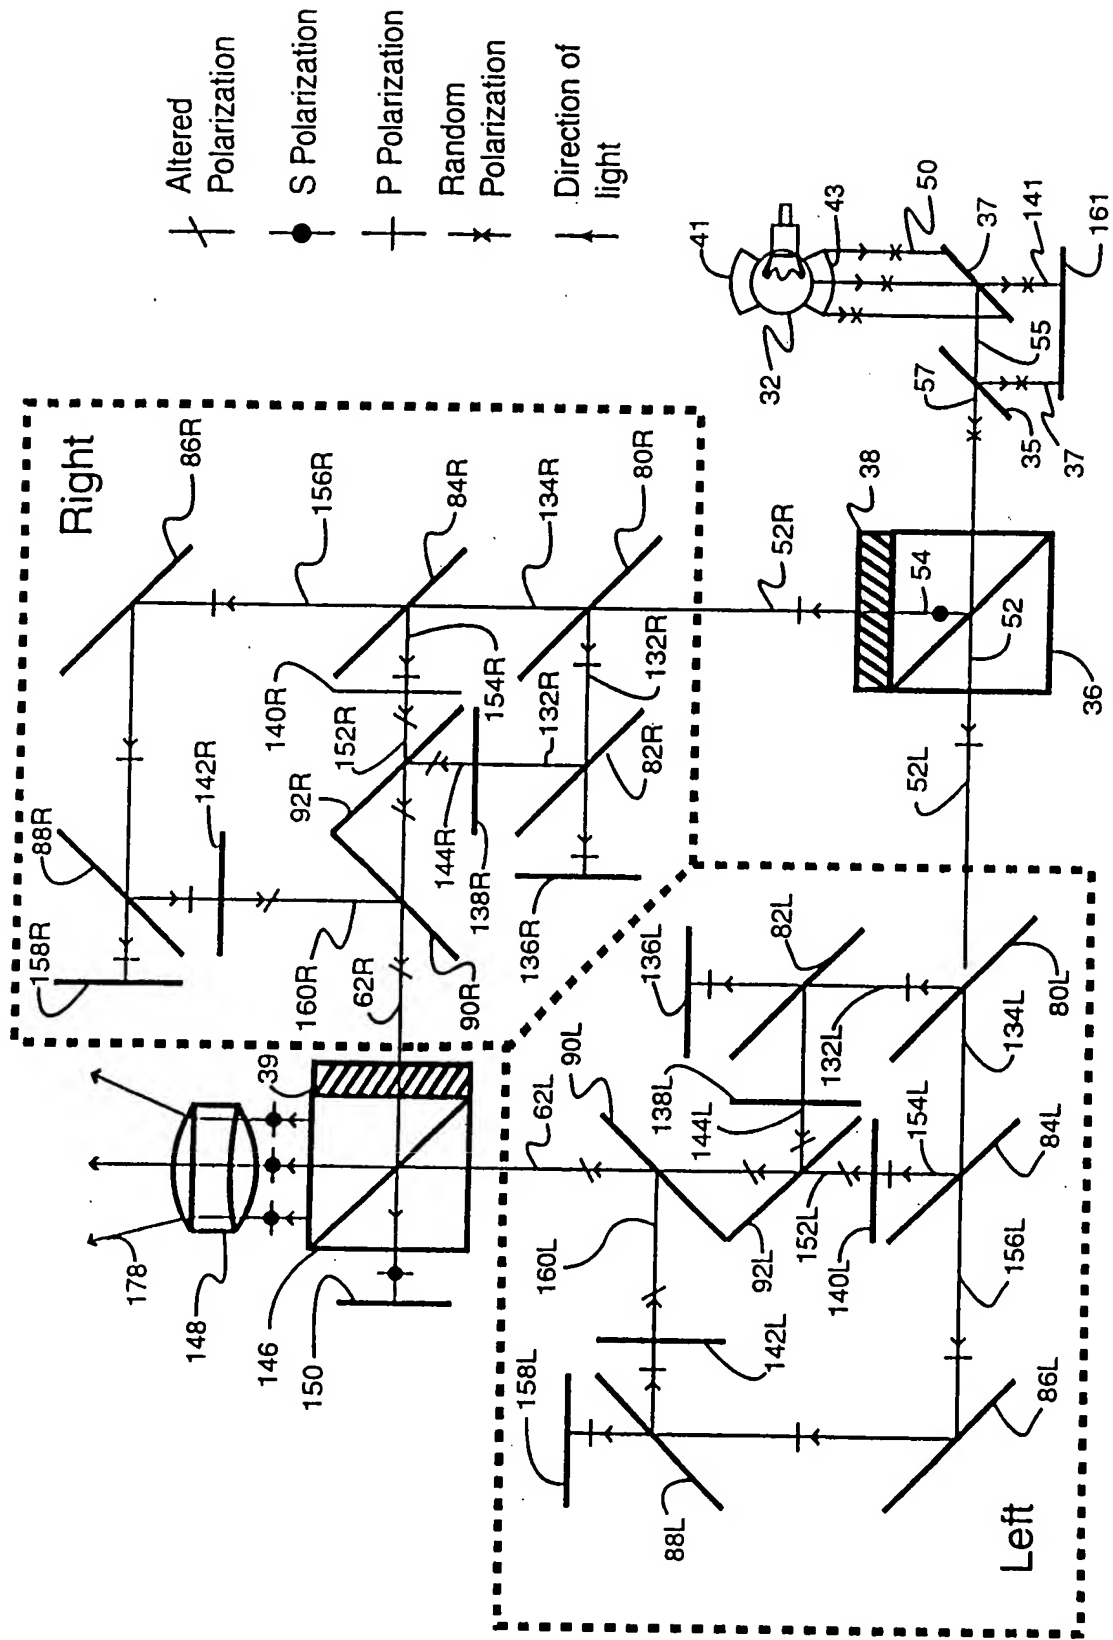 Altered
Polarization
S Polarization
P Polarization
Random
Polarization
Direction of
light
Right
86R
156R
84R
134R
80R
88R
142R
140R
152R
154R
132R
132R
92R
144R
138R
82R
136R
158R
160R
62R
90R
52R
38
54
52
36
52L
41
43
50
37
141
161
32
57
55
35
37
178
148
146
150
39
62L
90L
136L
82L
138L
144L
132L
80L
134L
154L
84L
160L
92L
152L
140L
156L
158L
142L
88L
86L
Left